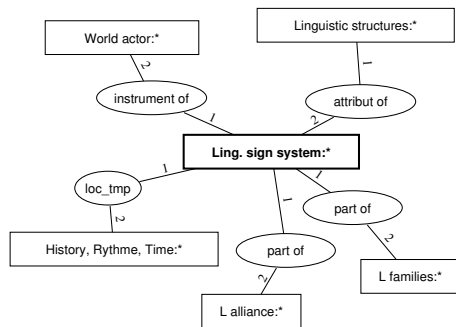 World actor:*
Linguistic structures:*
2
1
instrument of
attribut of
1
2
Ling. sign system:*
loc_tmp
1
1
1
part of
2
2
History, Rythme, Time:*
part of
2
L families:*
L alliance:*